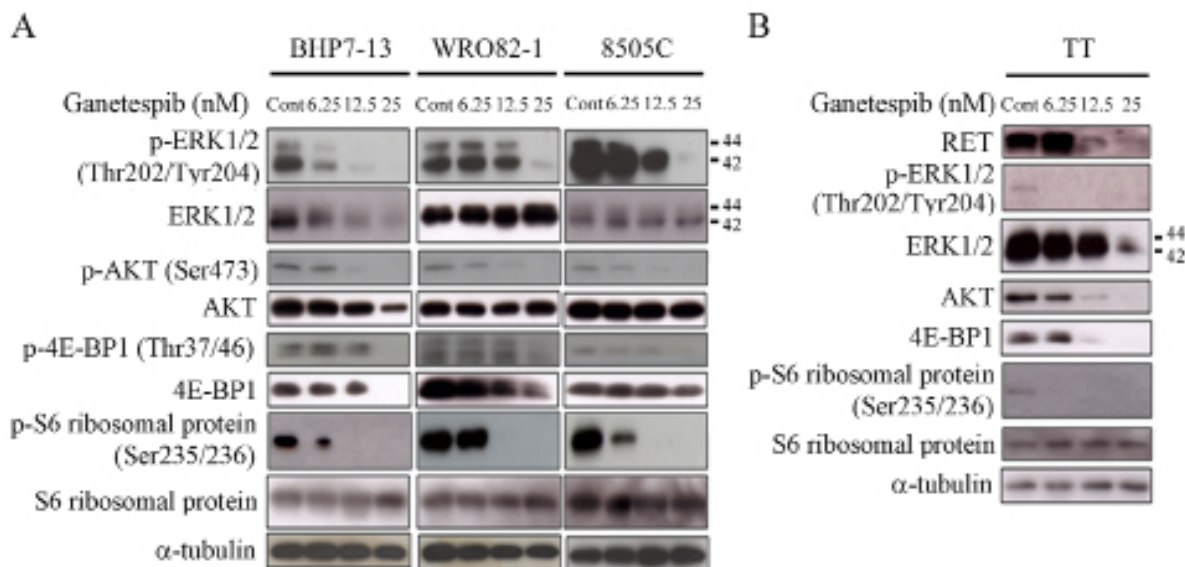 A
BHP7-13 WRO82-1 8505C
Ganetespib (nM) Cont 6.25 12.5 25 Cont 6.25 12.5 25 Cont 6.25 12.5 25
p-ERK1/2
(Thr202/Tyr204)
44
42
ERK1/2
44
42
p-AKT (Ser473)
AKT
p-4E-BP1 (Thr37/46)
4E-BP1
p-S6 ribosomal protein
(Ser235/236)
S6 ribosomal protein
α-tubulin
B
TT
Ganetespib (nM) Cont 6.25 12.5 25
RET
p-ERK1/2
(Thr202/Tyr204)
ERK1/2
44
42
AKT
4E-BP1
p-S6 ribosomal protein
(Ser235/236)
S6 ribosomal protein
α-tubulin